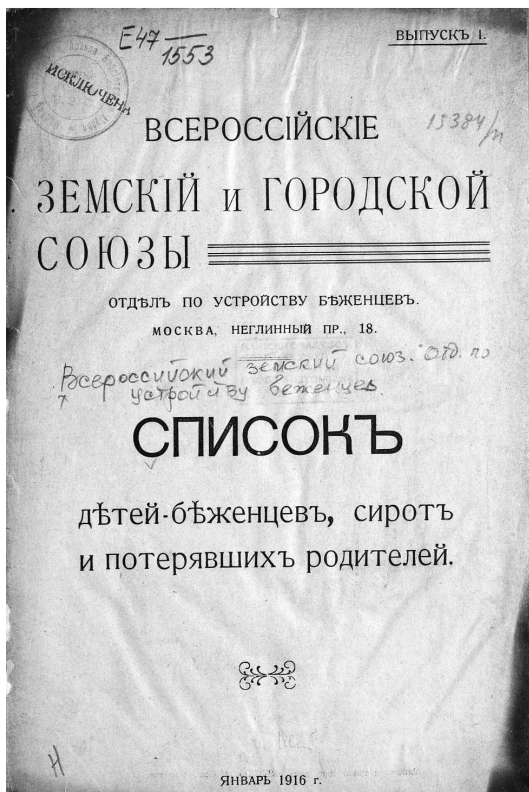 Е47
1553
ВЫПУСКЪ I.
ИСКЛЮЧЕНА
15384/п
ВСЕРОССІЙСКІЕ
ЗЕМСКІЙ и ГОРОДСКОЙ
СОЮЗЫ
ОТДѢЛЪ ПО УСТРОЙСТВУ БѢЖЕНЦЕВЪ.
МОСКВА, НЕГЛИННЫЙ ПР., 18.
Всероссийский земский союз. Отд. по
устройству беженцев
СПИСОКЪ
дѣтей-бѣженцевъ, сиротъ
и потерявшихъ родителей.
Н
ЯНВАРЬ 1916 г.